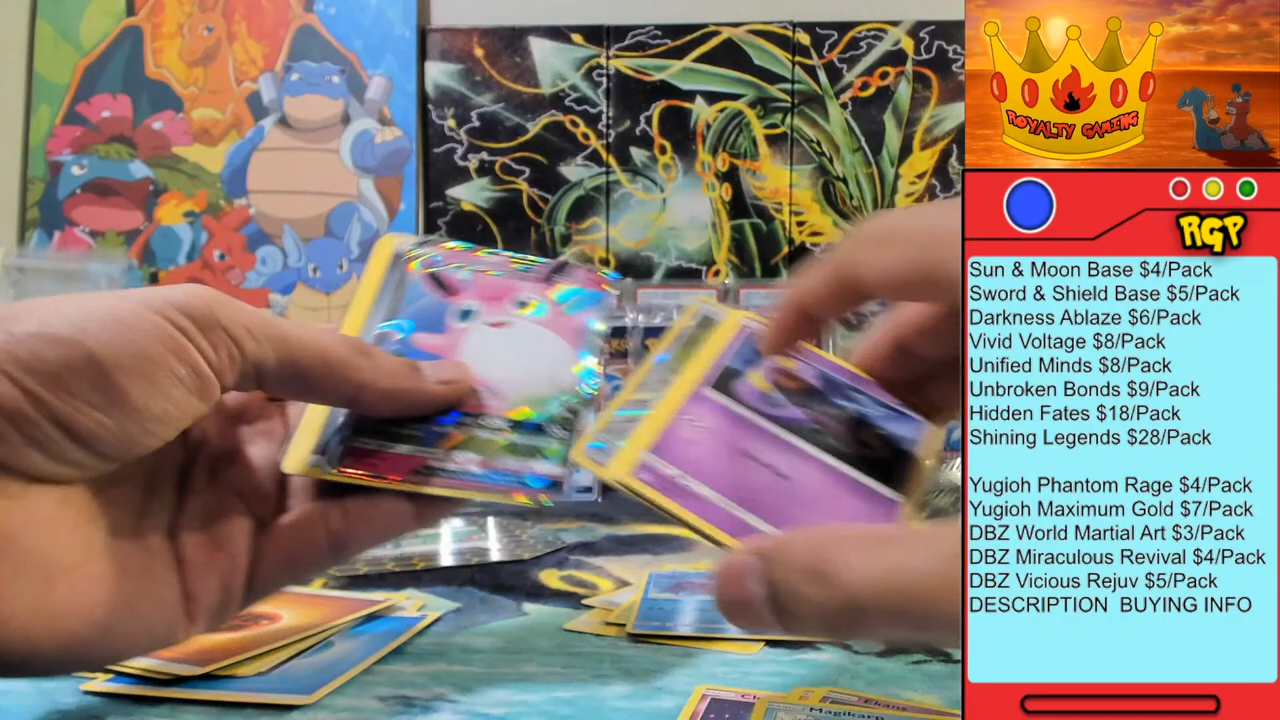 ROYALTY GAMING
RGP
Sun & Moon Base $4/Pack
Sword & Shield Base $5/Pack
Darkness Ablaze $6/Pack
Vivid Voltage $8/Pack
Unified Minds $8/Pack
Unbroken Bonds $9/Pack
Hidden Fates $18/Pack
Shining Legends $28/Pack
Yugioh Phantom Rage $4/Pack
Yugioh Maximum Gold $7/Pack
DBZ World Martial Art $3/Pack
DBZ Miraculous Revival $4/Pack
DBZ Vicious Rejuv $5/Pack
DESCRIPTION BUYING INFO
Ekans
Magikarp